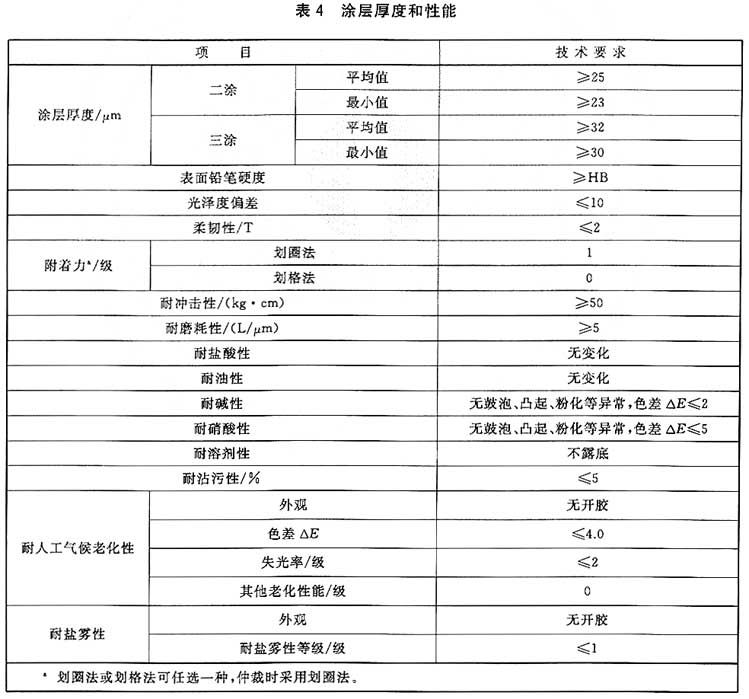 表 4 涂层厚度和性能
项 目 技术要求
涂层厚度/μm 二涂 平均值 ≥25
最小值 ≥23
三涂 平均值 ≥32
最小值 ≥30
表面铅笔硬度 ≥HB
光泽度偏差 ≤10
柔韧性/T ≤2
附着力ᵃ/级 划圈法 1
划格法 0
耐冲击性/(kg·cm) ≥50
耐磨耗性/(L/μm) ≥5
耐盐酸性 无变化
耐油性 无变化
耐碱性 无鼓泡、凸起、粉化等异常,色差 ΔE≤2
耐硝酸性 无鼓泡、凸起、粉化等异常,色差 ΔE≤5
耐溶剂性 不露底
耐沾污性/% ≤5
耐人工气候老化性 外观 无开胶
色差 ΔE ≤4.0
失光率/级 ≤2
其他老化性能/级 0
耐盐雾性 外观 无开胶
耐盐雾性等级/级 ≤1
ᵃ 划圈法或划格法可任选一种,仲裁时采用划圈法。